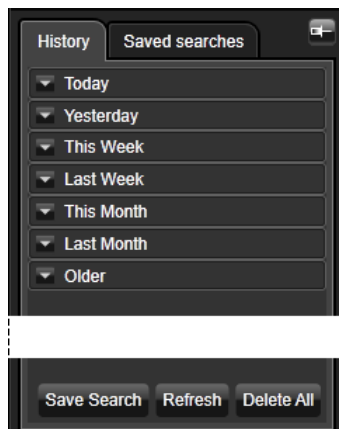 History Saved searches
Today
Yesterday
This Week
Last Week
This Month
Last Month
Older
Save Search Refresh Delete All